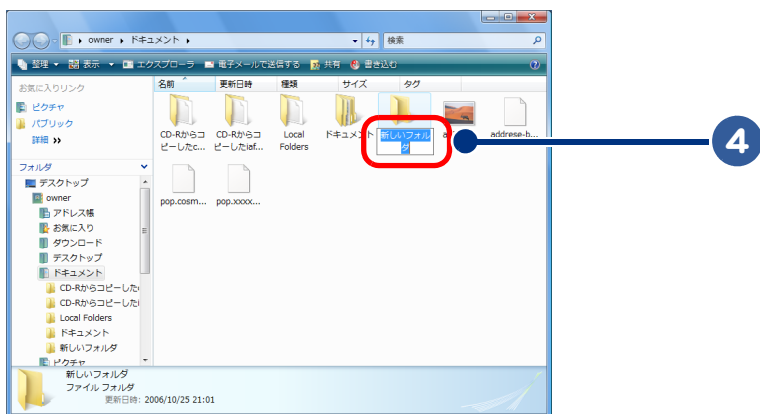 owner ドキュメント
検索
整理 表示 エクスプローラ 電子メールで送信する 共有 書き込む
お気に入りリンク
ピクチャ
パブリック
詳細 >>
フォルダ
デスクトップ
owner
アドレス帳
お気に入り
ダウンロード
デスクトップ
ドキュメント
CD-Rからコピーした
CD-Rからコピーした
Local Folders
ドキュメント
新しいフォルダ
ピクチャ
名前 更新日時 種類 サイズ タグ
CD-Rからコ
ピーしたc...
CD-Rからコ
ピーしたiaf...
Local
Folders
ドキュメント
新しいフォル
ダ
addrese-b...
pop.cosm...
pop.xxxx...
4
新しいフォルダ
ファイル フォルダ
更新日時: 2006/10/25 21:01